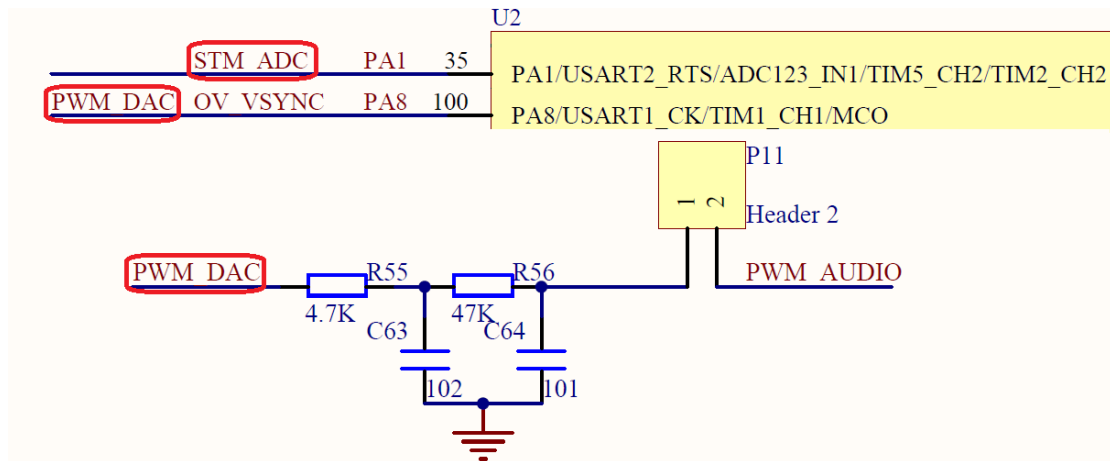 U2
STM_ADC PA1 35 PA1/USART2_RTS/ADC123_IN1/TIM5_CH2/TIM2_CH2
PWM_DAC OV_VSYNC PA8 100 PA8/USART1_CK/TIM1_CH1/MCO
P11
1 2
Header 2
PWM_DAC R55 R56 PWM_AUDIO
4.7K 47K
C63 C64
102 101